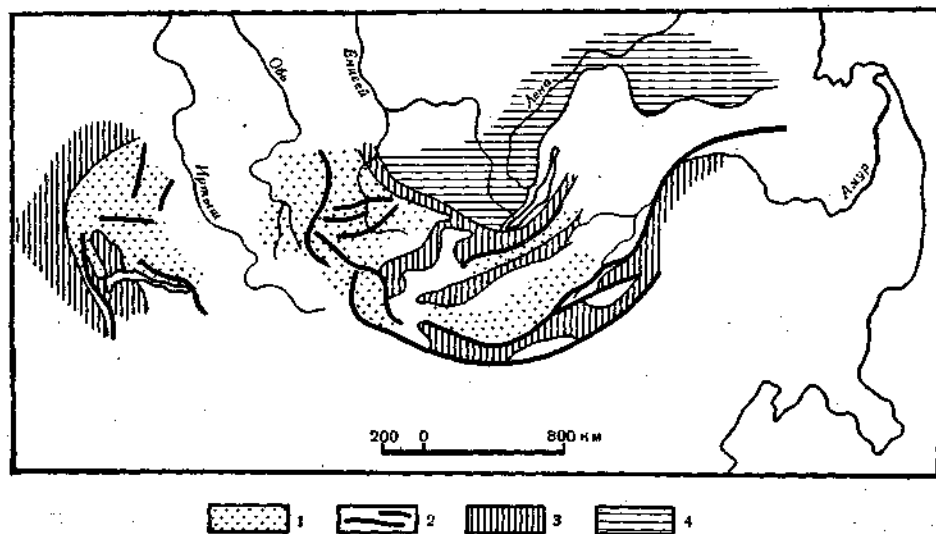 Обь
Енисей
Лена
Иртыш
Амур
200 0 800 км
1 2 3 4